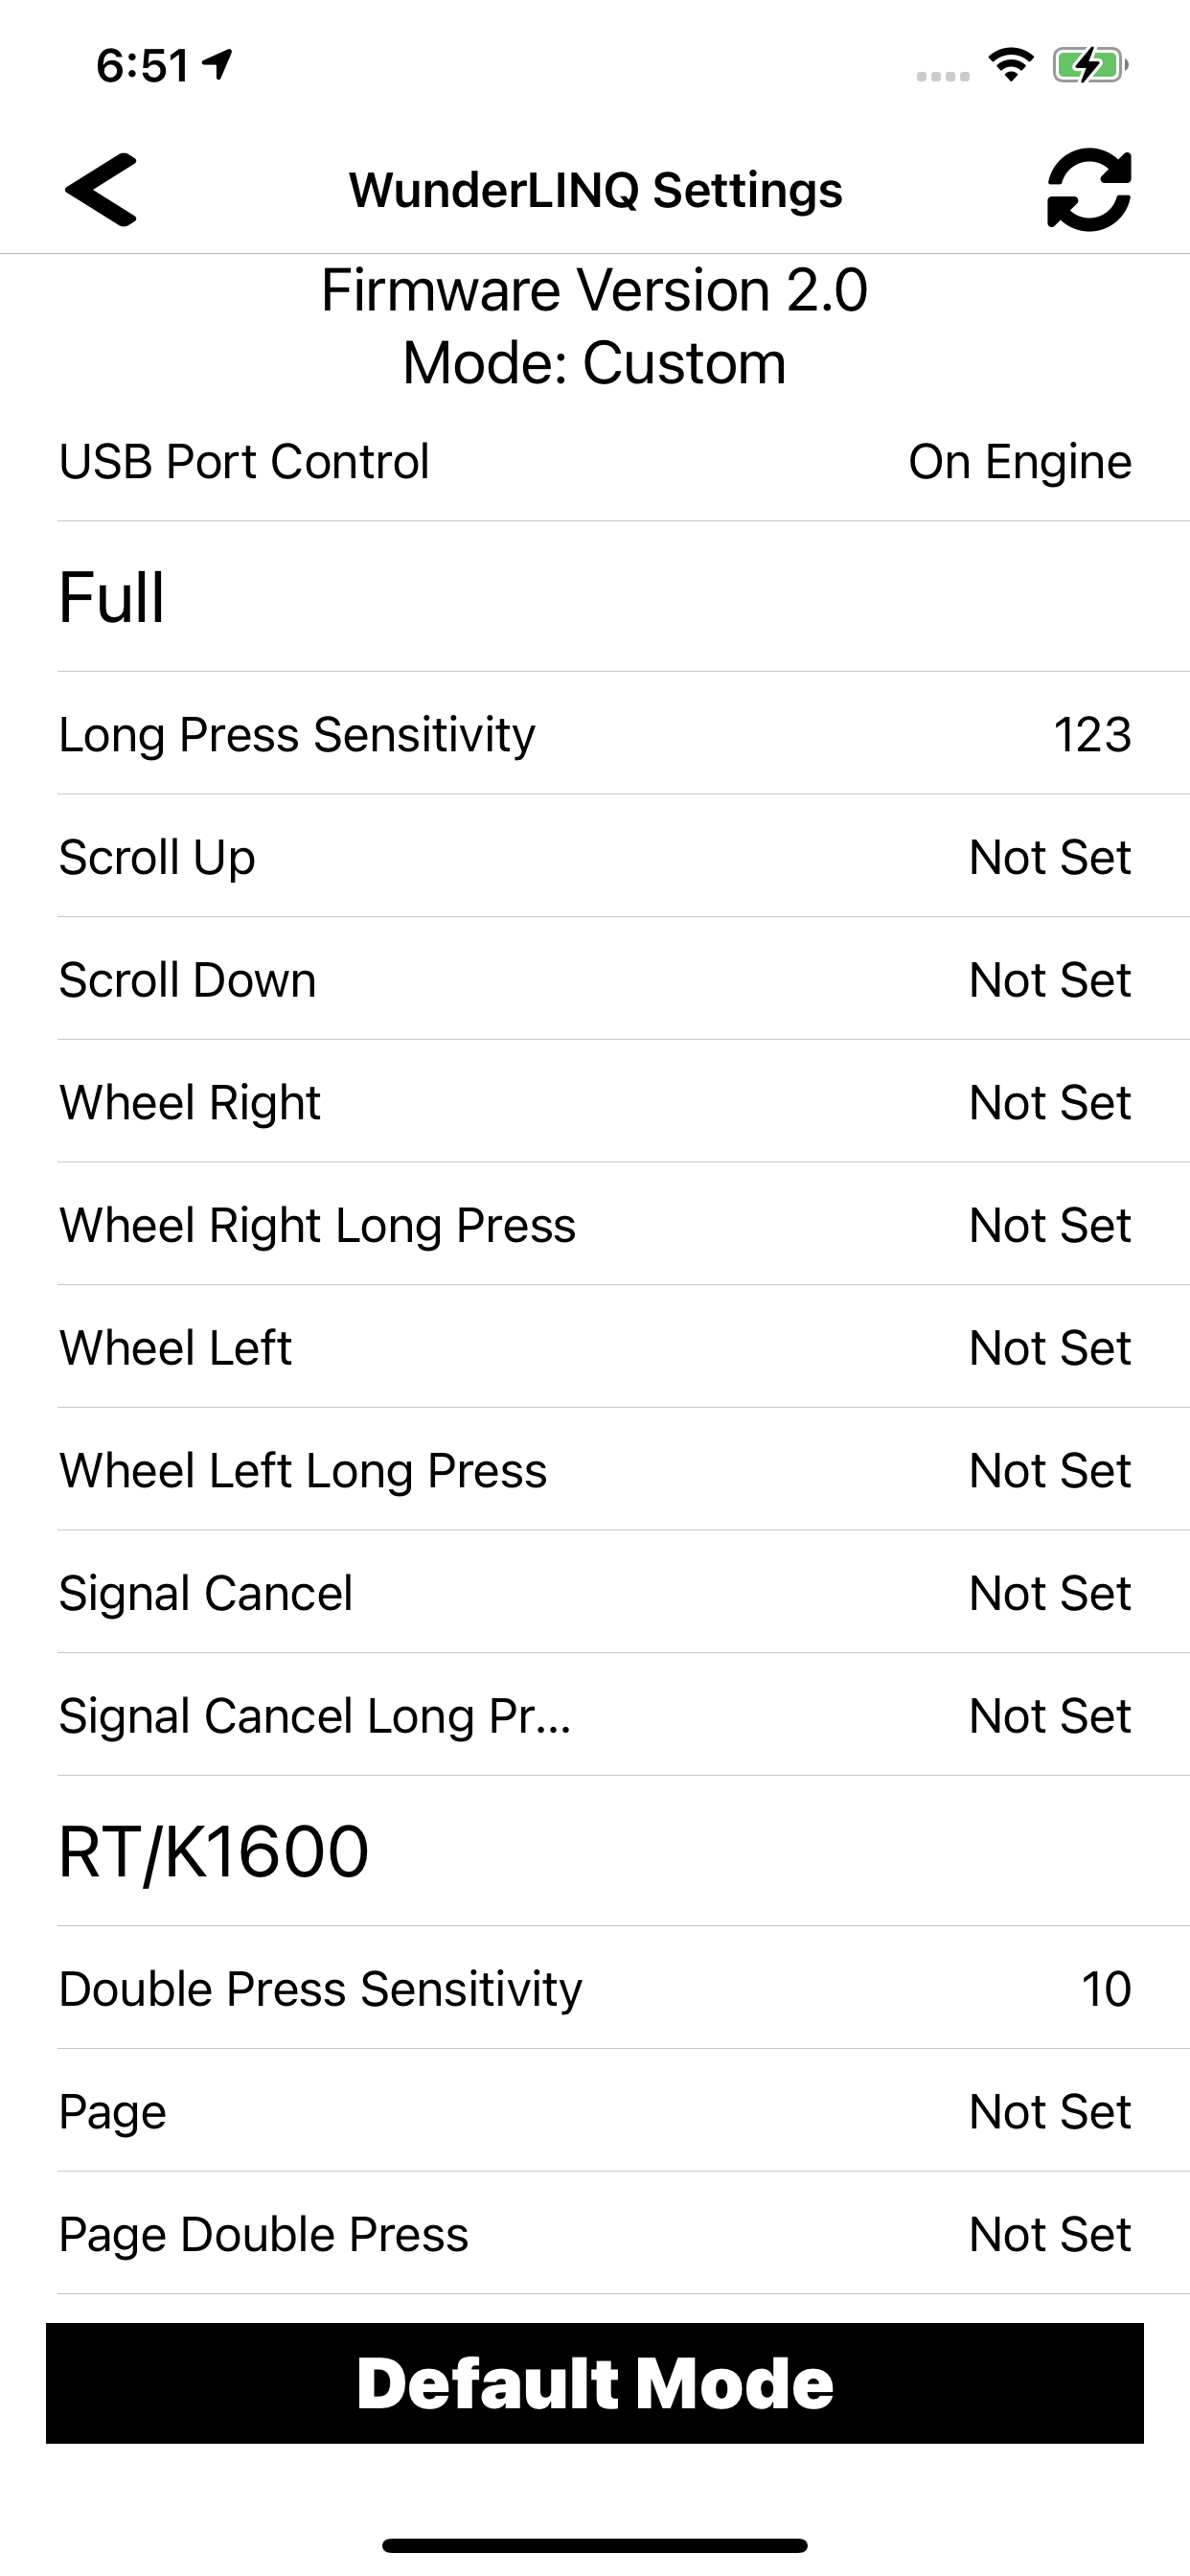 6:51
WunderLINQ Settings
Firmware Version 2.0
Mode: Custom
USB Port Control On Engine
Full
Long Press Sensitivity 123
Scroll Up Not Set
Scroll Down Not Set
Wheel Right Not Set
Wheel Right Long Press Not Set
Wheel Left Not Set
Wheel Left Long Press Not Set
Signal Cancel Not Set
Signal Cancel Long Pr... Not Set
RT/K1600
Double Press Sensitivity 10
Page Not Set
Page Double Press Not Set
Default Mode